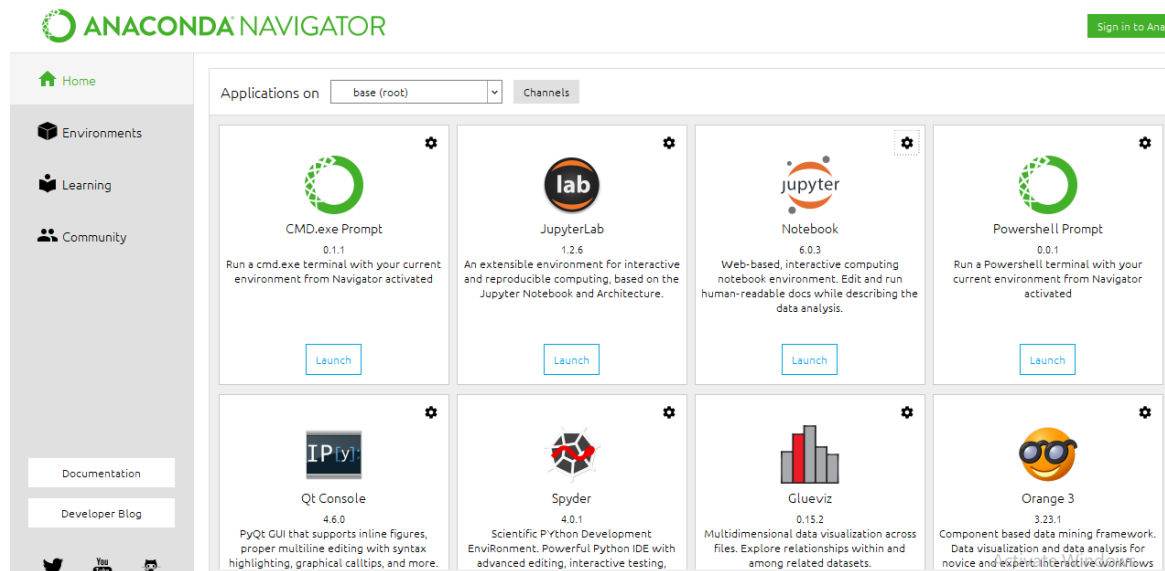 ANACONDA NAVIGATOR
Sign in to Ana
Home
Environments
Learning
Community
Documentation
Developer Blog
You
Applications on
base (root)
Channels
CMD.exe Prompt
0.1.1
Run a cmd.exe terminal with your current
environment from Navigator activated
Launch
lab
JupyterLab
1.2.6
An extensible environment for interactive
and reproducible computing, based on the
Jupyter Notebook and Architecture.
Launch
jupyter
Notebook
6.0.3
Web-based, interactive computing
notebook environment. Edit and run
human-readable docs while describing the
data analysis.
Launch
Powershell Prompt
0.0.1
Run a Powershell terminal with your
current environment from Navigator
activated
Launch
IP[y]:
Qt Console
4.6.0
PyQt GUI that supports inline figures,
proper multiline editing with syntax
highlighting, graphical calltips, and more.
Spyder
4.0.1
Scientific PYthon Development
EnviRonment. Powerful Python IDE with
advanced editing, interactive testing,
Glueviz
0.15.2
Multidimensional data visualization across
files. Explore relationships within and
among related datasets.
Orange 3
3.23.1
Component based data mining framework.
Data visualization and data analysis for
novice and expert. Interactive workflows
Activate Windows